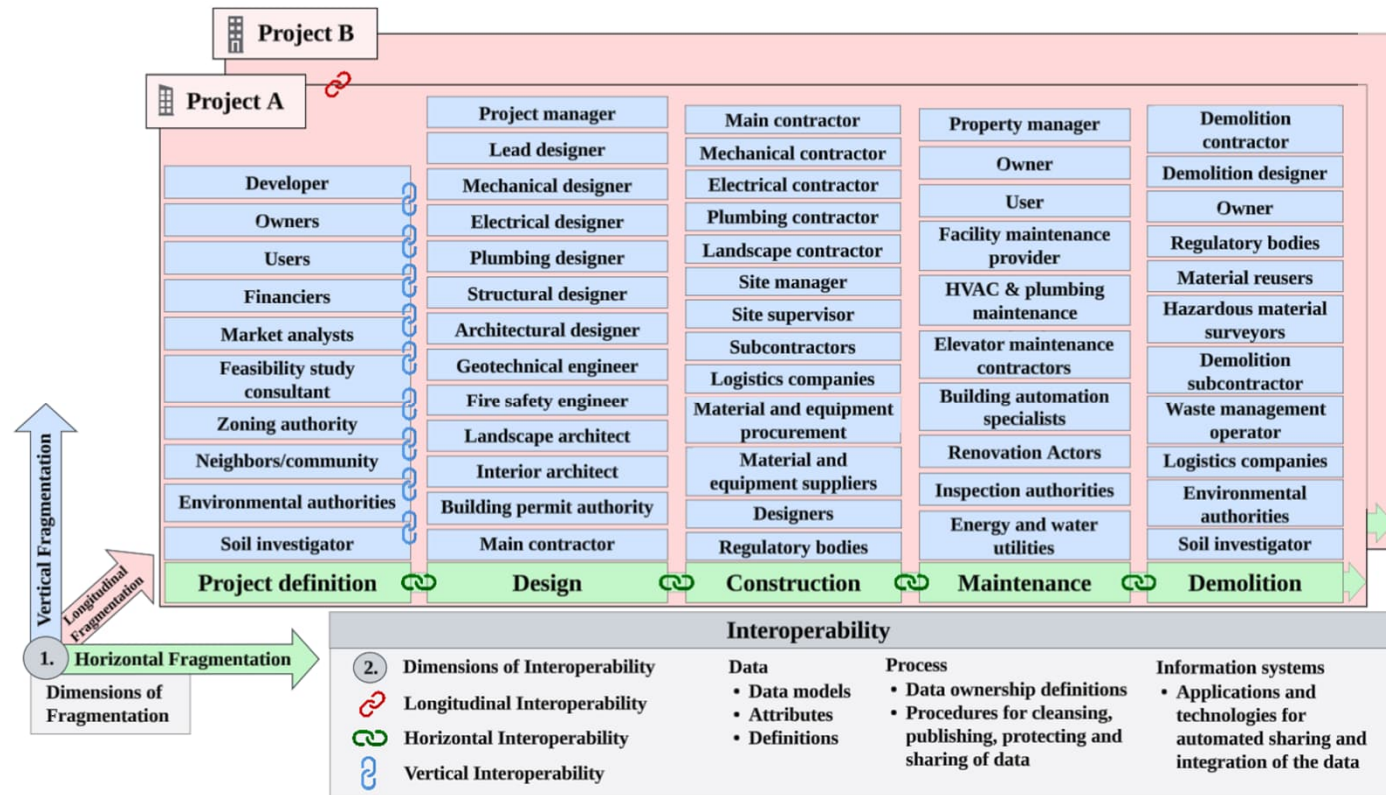 Project B
Project A
Developer
Owners
Users
Financiers
Market analysts
Feasibility study
consultant
Zoning authority
Neighbors/community
Environmental authorities
Soil investigator
Project definition
Project manager
Lead designer
Mechanical designer
Electrical designer
Plumbing designer
Structural designer
Architectural designer
Geotechnical engineer
Fire safety engineer
Landscape architect
Interior architect
Building permit authority
Main contractor
Design
Main contractor
Mechanical contractor
Electrical contractor
Plumbing contractor
Landscape contractor
Site manager
Site supervisor
Subcontractors
Logistics companies
Material and equipment
procurement
Material and
equipment suppliers
Designers
Regulatory bodies
Construction
Property manager
Owner
User
Facility maintenance
provider
HVAC & plumbing
maintenance
Elevator maintenance
contractors
Building automation
specialists
Renovation Actors
Inspection authorities
Energy and water
utilities
Maintenance
Demolition
contractor
Demolition designer
Owner
Regulatory bodies
Material reusers
Hazardous material
surveyors
Demolition
subcontractor
Waste management
operator
Logistics companies
Environmental
authorities
Soil investigator
Demolition
Vertical Fragmentation
Longitudinal
Fragmentation
1.
Horizontal Fragmentation
Dimensions of
Fragmentation
Interoperability
2.
Dimensions of Interoperability
Longitudinal Interoperability
Horizontal Interoperability
Vertical Interoperability
Data
• Data models
• Attributes
• Definitions
Process
• Data ownership definitions
• Procedures for cleansing,
publishing, protecting and
sharing of data
Information systems
• Applications and
technologies for
automated sharing and
integration of the data